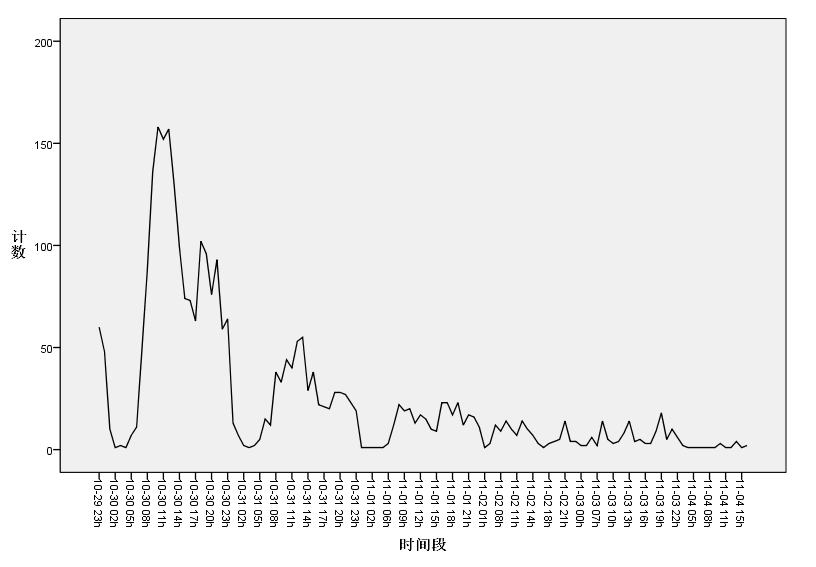 200
150
100
50
0
计数
10-29 23h
10-30 02h
10-30 05h
10-30 08h
10-30 11h
10-30 14h
10-30 17h
10-30 20h
10-30 23h
10-31 02h
10-31 05h
10-31 08h
10-31 11h
10-31 14h
10-31 17h
10-31 20h
10-31 23h
11-01 02h
11-01 06h
11-01 09h
11-01 12h
11-01 15h
11-01 18h
11-01 21h
11-02 01h
11-02 08h
11-02 11h
11-02 14h
11-02 18h
11-02 21h
11-03 00h
11-03 07h
11-03 10h
11-03 13h
11-03 16h
11-03 19h
11-03 22h
11-04 05h
11-04 08h
11-04 11h
11-04 15h
时间段